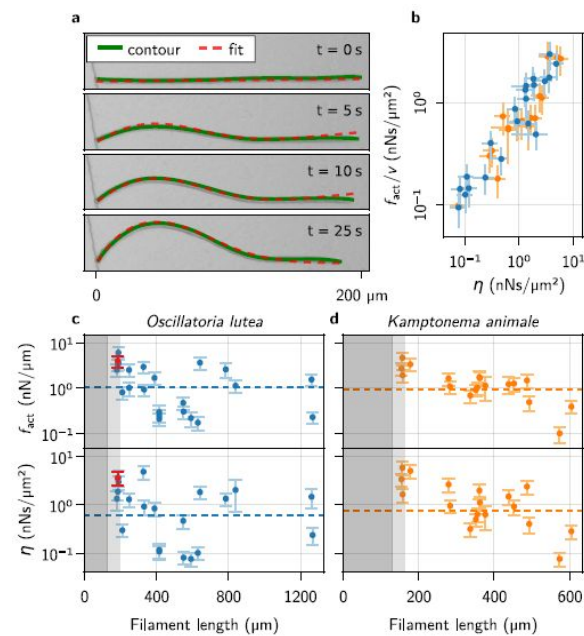 a
contour
fit
t = 0 s
t = 5 s
t = 10 s
t = 25 s
0
200 μm
b
f_act/v (nNs/μm²)
10⁰
10⁻¹
10⁻¹ 10⁰ 10¹
η (nNs/μm²)
c Oscillatoria lutea
f_act (nN/μm)
10¹
10⁰
10⁻¹
η (nNs/μm²)
10¹
10⁰
10⁻¹
0 400 800 1200
Filament length (μm)
d Kamptonema animale
0 200 400 600
Filament length (μm)